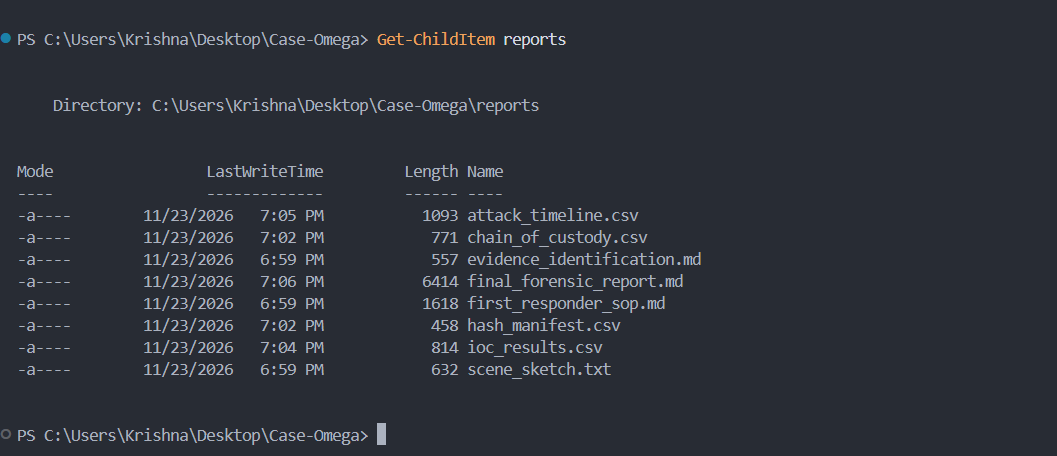 PS C:\Users\Krishna\Desktop\Case-Omega> Get-ChildItem reports
Directory: C:\Users\Krishna\Desktop\Case-Omega\reports
Mode LastWriteTime Length Name
---- ------------- ------ ----
-a---- 11/23/2026 7:05 PM 1093 attack_timeline.csv
-a---- 11/23/2026 7:02 PM 771 chain_of_custody.csv
-a---- 11/23/2026 6:59 PM 557 evidence_identification.md
-a---- 11/23/2026 7:06 PM 6414 final_forensic_report.md
-a---- 11/23/2026 6:59 PM 1618 first_responder_sop.md
-a---- 11/23/2026 7:02 PM 458 hash_manifest.csv
-a---- 11/23/2026 7:04 PM 814 ioc_results.csv
-a---- 11/23/2026 6:59 PM 632 scene_sketch.txt
PS C:\Users\Krishna\Desktop\Case-Omega>